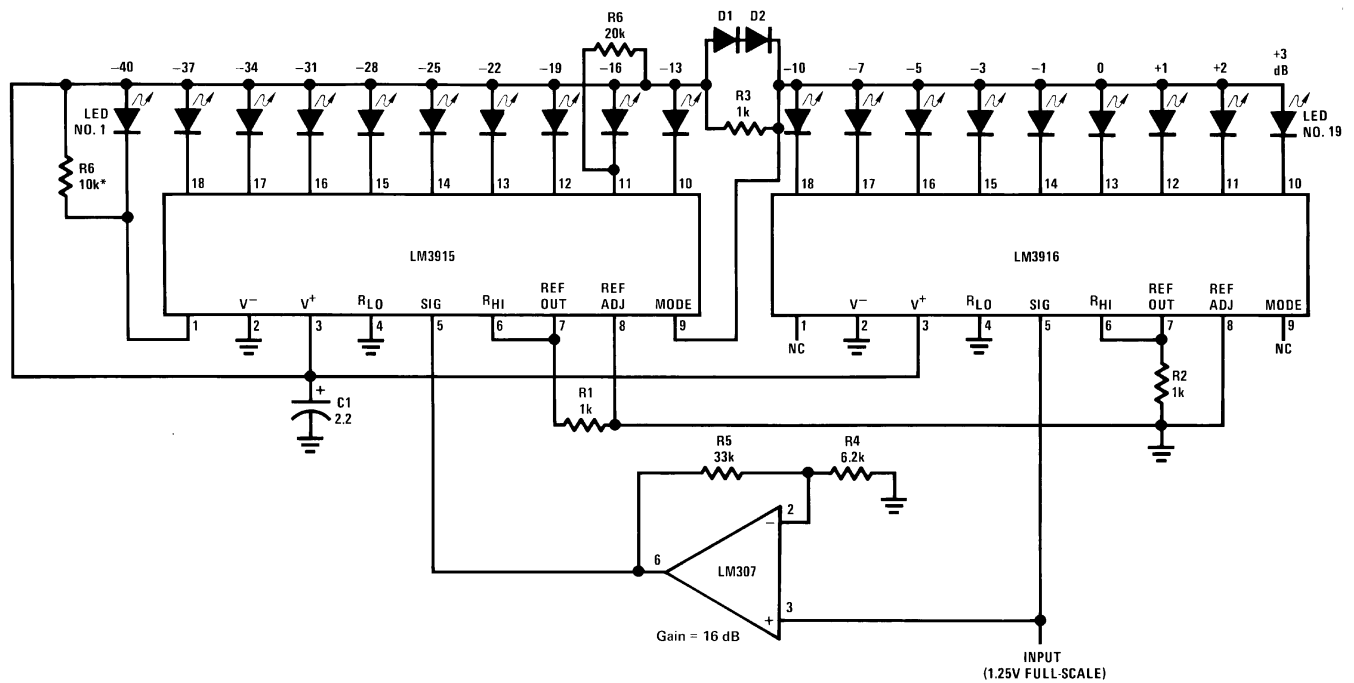 R6
20k
D1 D2
−40 −37 −34 −31 −28 −25 −22 −19 −16 −13 −10 −7 −5 −3 −1 0 +1 +2 +3
dB
LED
NO. 1
R3
1k
LED
NO. 19
R6
10k*
18 17 16 15 14 13 12 11 10
18 17 16 15 14 13 12 11 10
LM3915
LM3916
V− V+ RLO SIG RHI REF OUT REF ADJ MODE
V− V+ RLO SIG RHI REF OUT REF ADJ MODE
1 2 3 4 5 6 7 8 9
1 2 3 4 5 6 7 8 9
NC
NC
+
C1
2.2
R1
1k
R2
1k
R5
33k
R4
6.2k
2
−
6
LM307
3
+
Gain = 16 dB
INPUT
(1.25V FULL-SCALE)